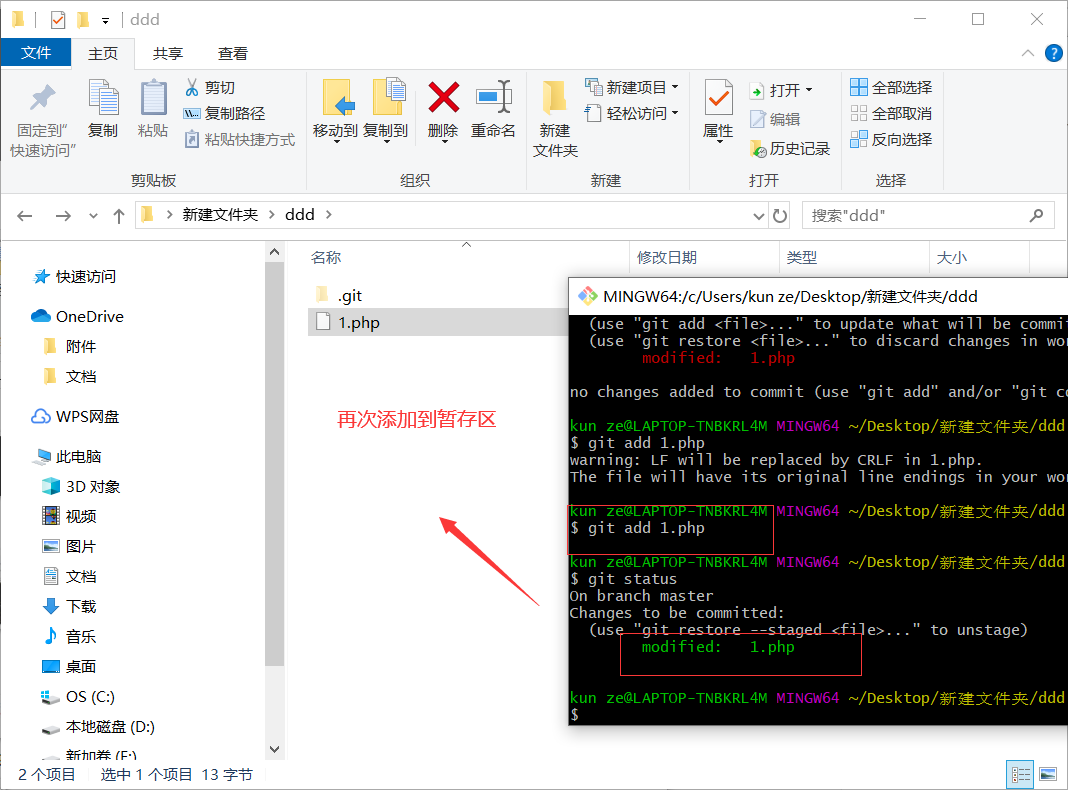 ddd
文件 主页 共享 查看
固定到"快速访问" 复制 粘贴 剪切 复制路径 粘贴快捷方式
剪贴板
移动到 复制到 删除 重命名
组织
新建文件夹 新建项目 轻松访问
新建
属性 打开 编辑 历史记录
打开
全部选择 全部取消 反向选择
选择
新建文件夹 ddd
搜索"ddd"
名称 修改日期 类型 大小
快速访问
OneDrive
附件
文档
WPS网盘
此电脑
3D 对象
视频
图片
文档
下载
音乐
桌面
OS (C:)
本地磁盘 (D:)
新加卷 (E:)
.git
1.php
再次添加到暂存区
MINGW64:/c/Users/kun ze/Desktop/新建文件夹/ddd
(use "git add <file>..." to update what will be commi
(use "git restore <file>..." to discard changes in wo
modified: 1.php
no changes added to commit (use "git add" and/or "git c
kun ze@LAPTOP-TNBKRL4M MINGW64 ~/Desktop/新建文件夹/ddd
$ git add 1.php
warning: LF will be replaced by CRLF in 1.php.
The file will have its original line endings in your wo
kun ze@LAPTOP-TNBKRL4M MINGW64 ~/Desktop/新建文件夹/ddd
$ git add 1.php
kun ze@LAPTOP-TNBKRL4M MINGW64 ~/Desktop/新建文件夹/ddd
$ git status
On branch master
Changes to be committed:
(use "git restore --staged <file>..." to unstage)
modified: 1.php
kun ze@LAPTOP-TNBKRL4M MINGW64 ~/Desktop/新建文件夹/ddd
$
2 个项目 选中 1 个项目 13 字节